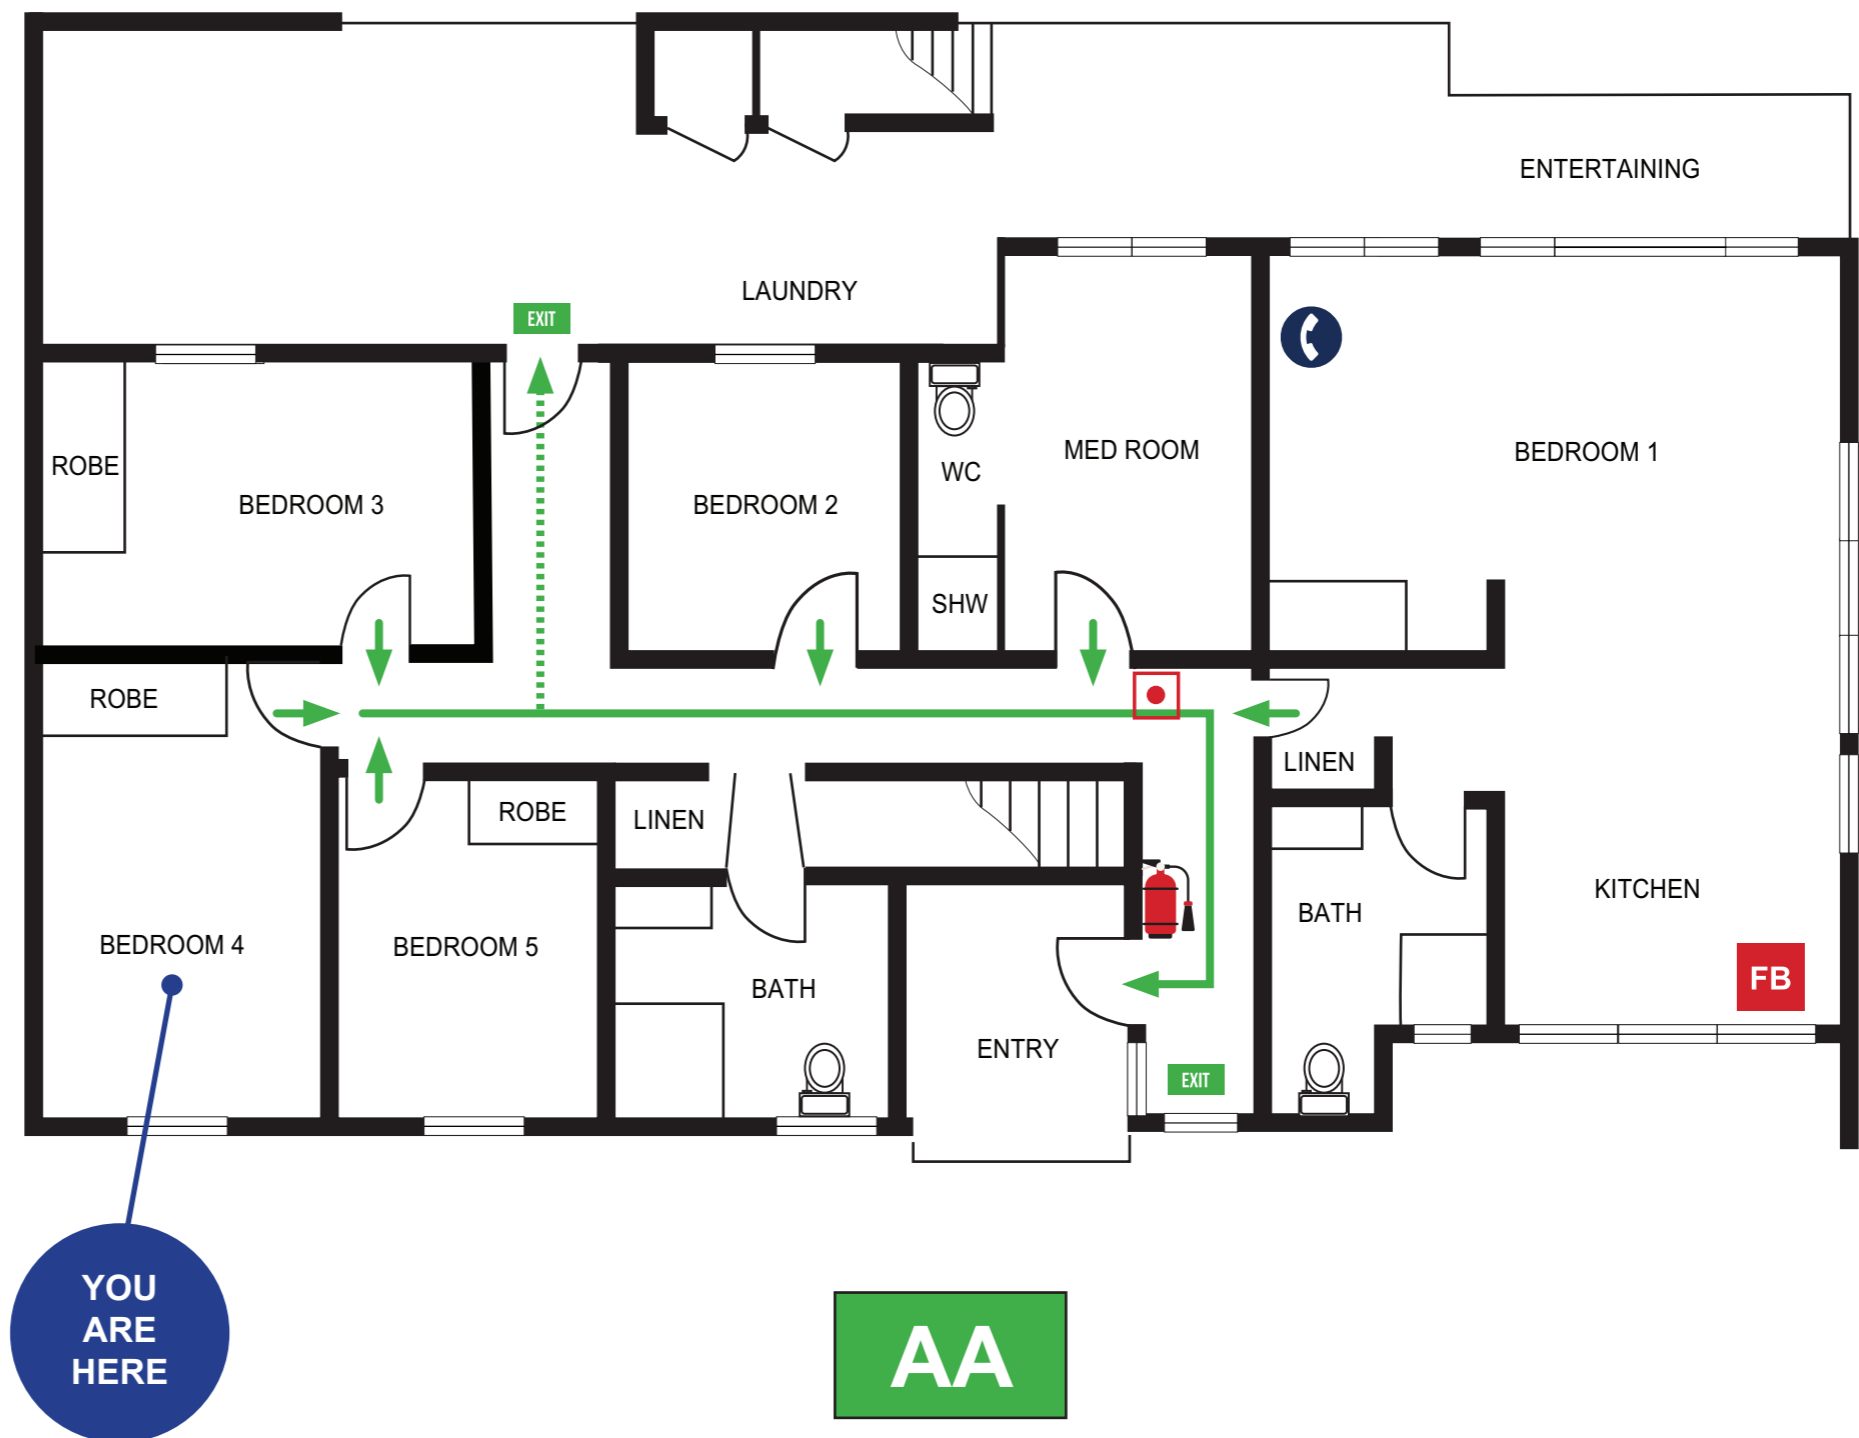 ENTERTAINING
LAUNDRY
EXIT
ROBE
BEDROOM 3
BEDROOM 2
WC
MED ROOM
BEDROOM 1
SHW
ROBE
LINEN
ROBE
LINEN
KITCHEN
BATH
BEDROOM 4
BEDROOM 5
BATH
FB
ENTRY
EXIT
YOU
ARE
HERE
AA